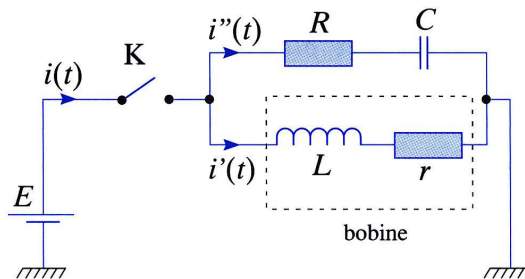 i”(t) R C
K
i(t)
i’(t) L r
E
bobine